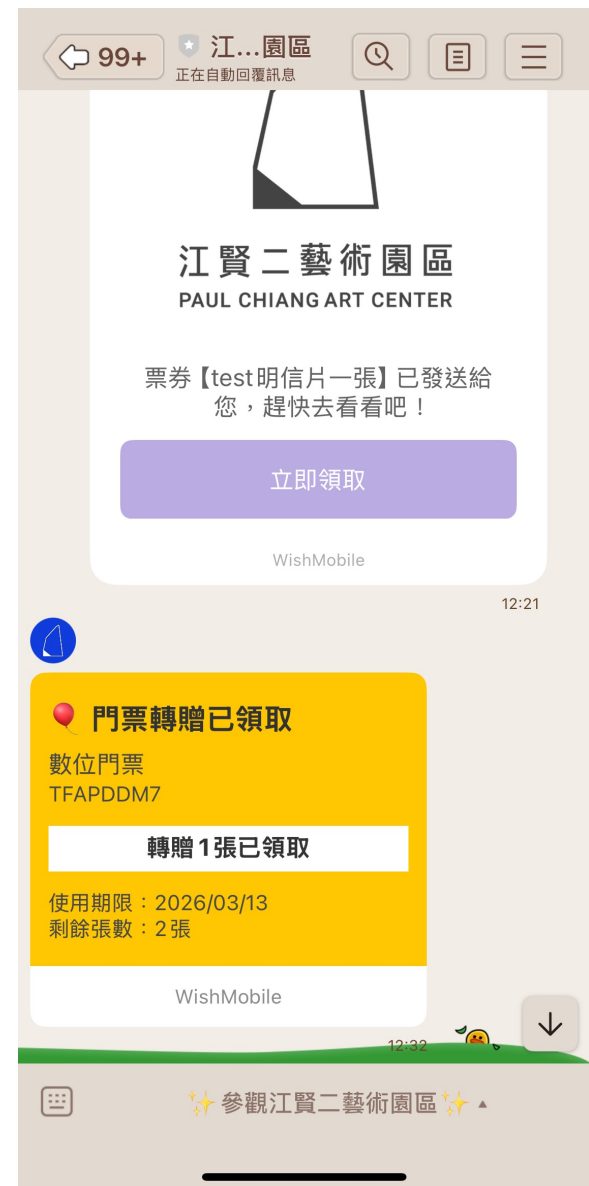 99+
江...園區
正在自動回覆訊息
江賢二藝術園區
PAUL CHIANG ART CENTER
票券【test明信片一張】已發送給
您，趕快去看看吧！
立即領取
WishMobile
12:21
門票轉贈已領取
數位門票
TFAPDDM7
轉贈1張已領取
使用期限：2026/03/13
剩餘張數：2張
WishMobile
12:32
✨參觀江賢二藝術園區✨▲